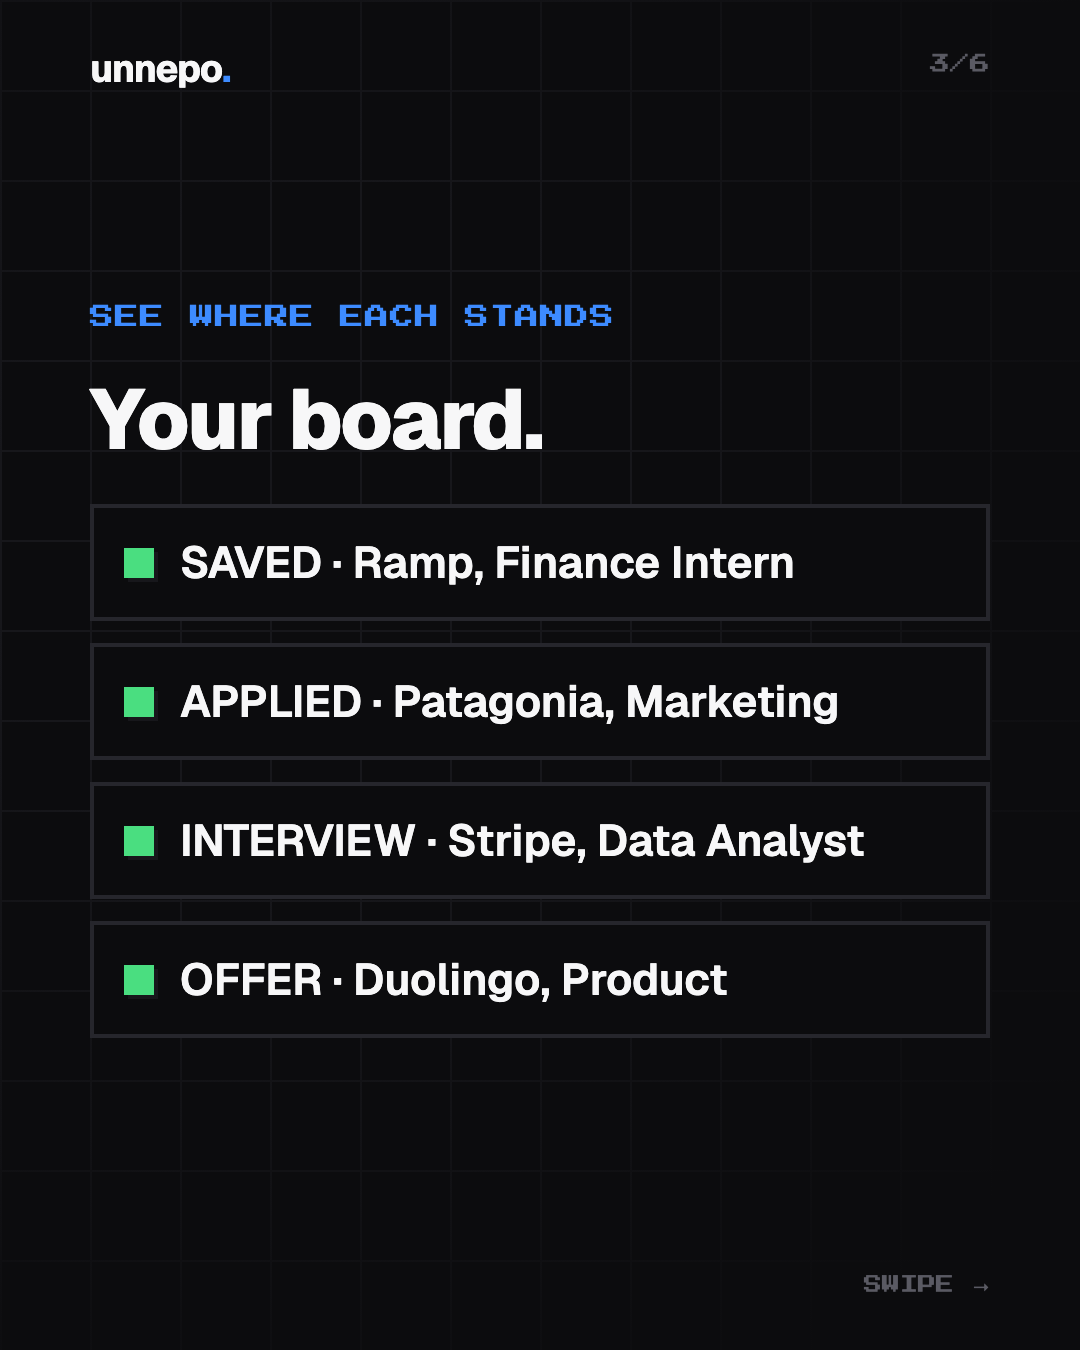 unnepo.
3/6
SEE WHERE EACH STANDS
Your board.
SAVED · Ramp, Finance Intern
APPLIED · Patagonia, Marketing
INTERVIEW · Stripe, Data Analyst
OFFER · Duolingo, Product
SWIPE →